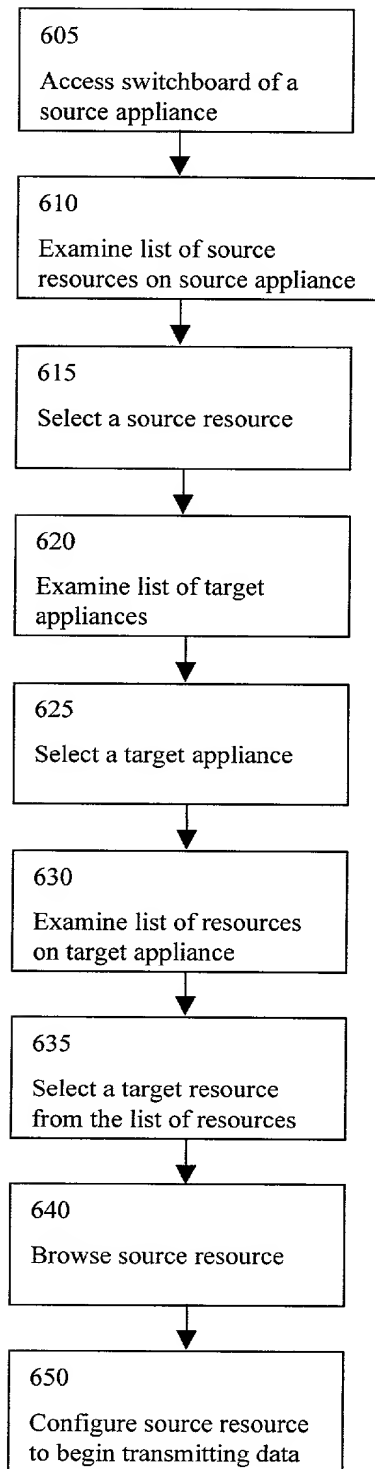 605
Access switchboard of a
source appliance
610
Examine list of source
resources on source appliance
615
Select a source resource
620
Examine list of target
appliances
625
Select a target appliance
630
Examine list of resources
on target appliance
635
Select a target resource
from the list of resources
640
Browse source resource
650
Configure source resource
to begin transmitting data